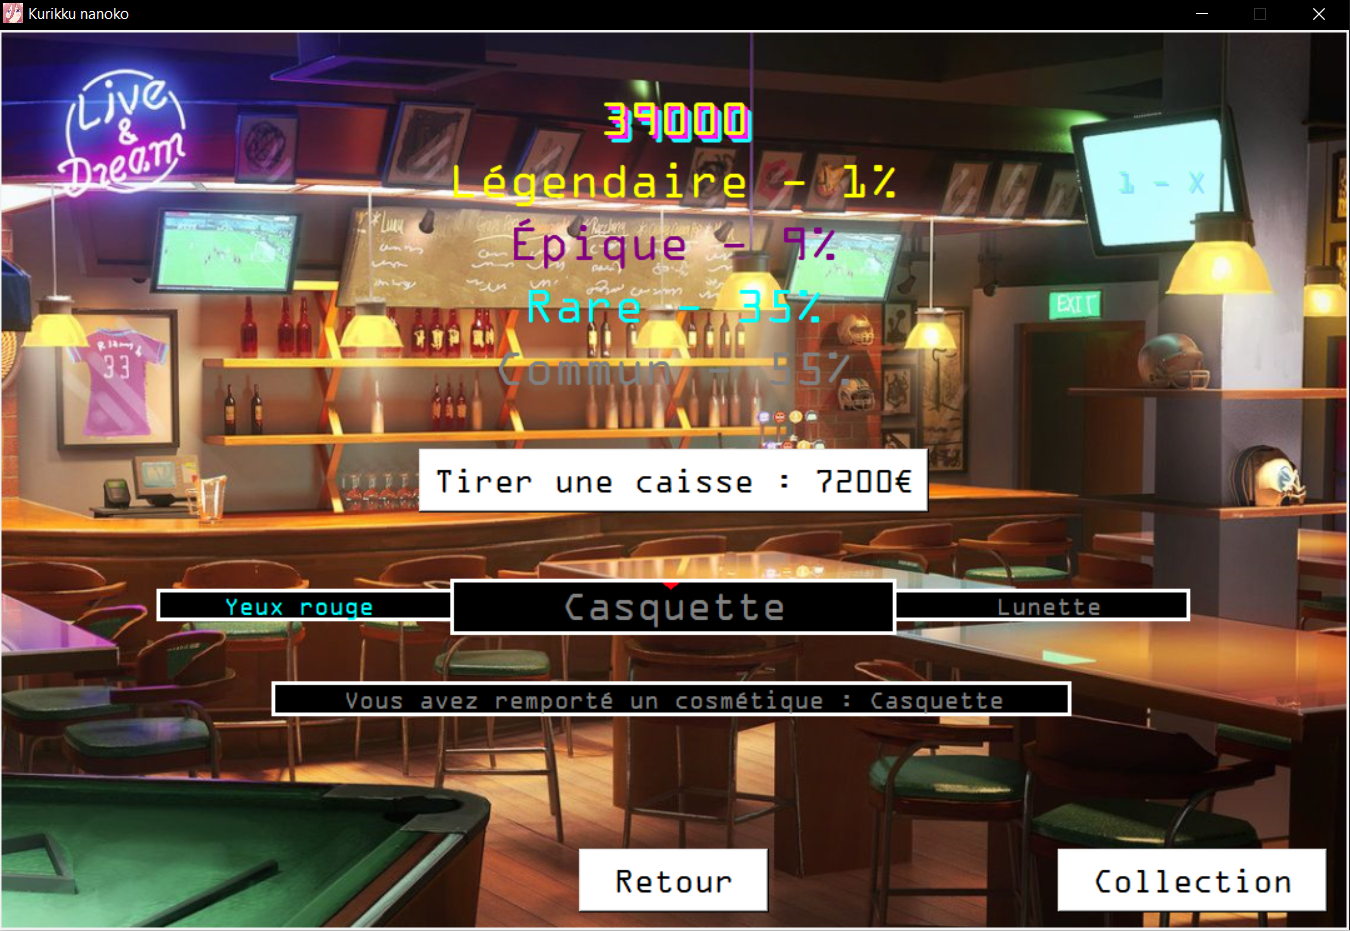 Kurikku nanoko
Live
&
Dream
39000
Légendaire - 1%
1 - X
Épique - 9%
Rare - 35%
EXIT
33
Commun - 55%
Tirer une caisse : 7200€
Yeux rouge
Casquette
Lunette
Vous avez remporté un cosmétique : Casquette
Retour
Collection